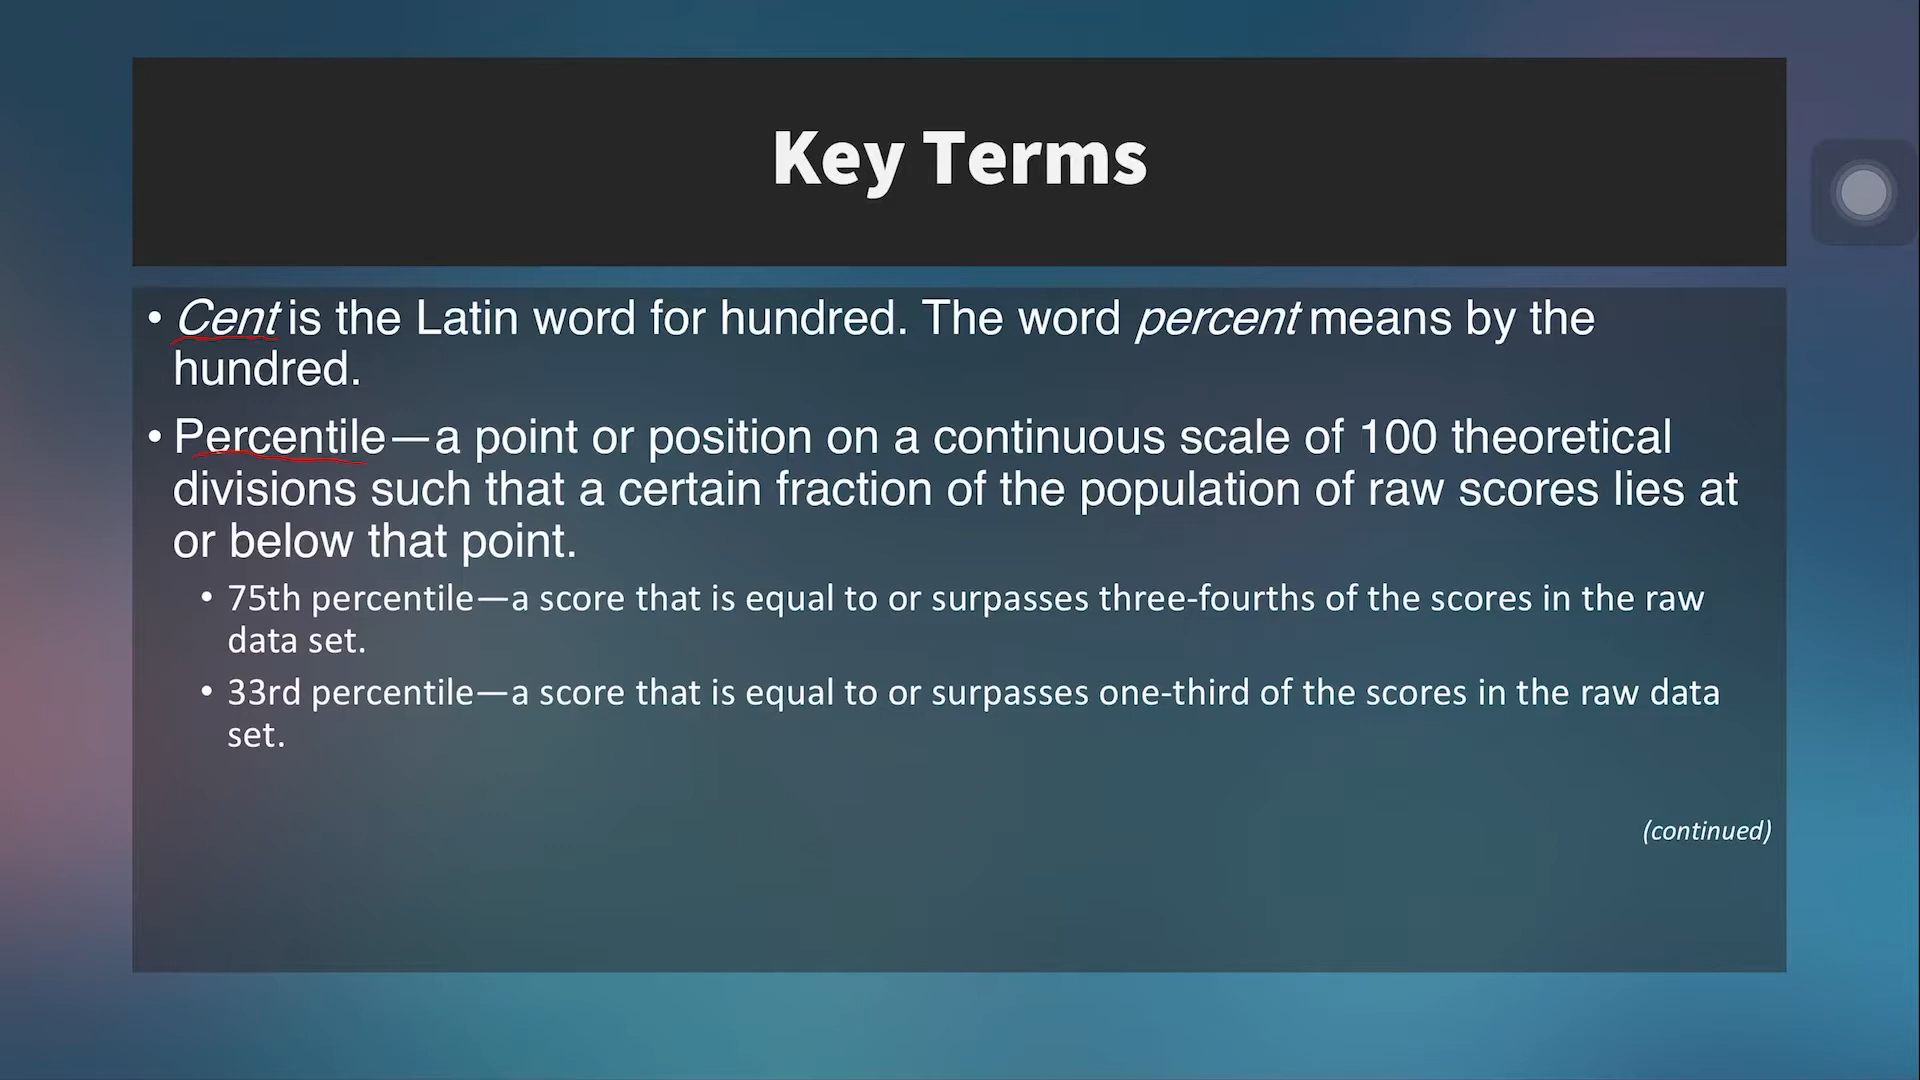 Key Terms
• Cent is the Latin word for hundred. The word percent means by the
hundred.
• Percentile—a point or position on a continuous scale of 100 theoretical
divisions such that a certain fraction of the population of raw scores lies at
or below that point.
• 75th percentile—a score that is equal to or surpasses three-fourths of the scores in the raw
data set.
• 33rd percentile—a score that is equal to or surpasses one-third of the scores in the raw data
set.
(continued)